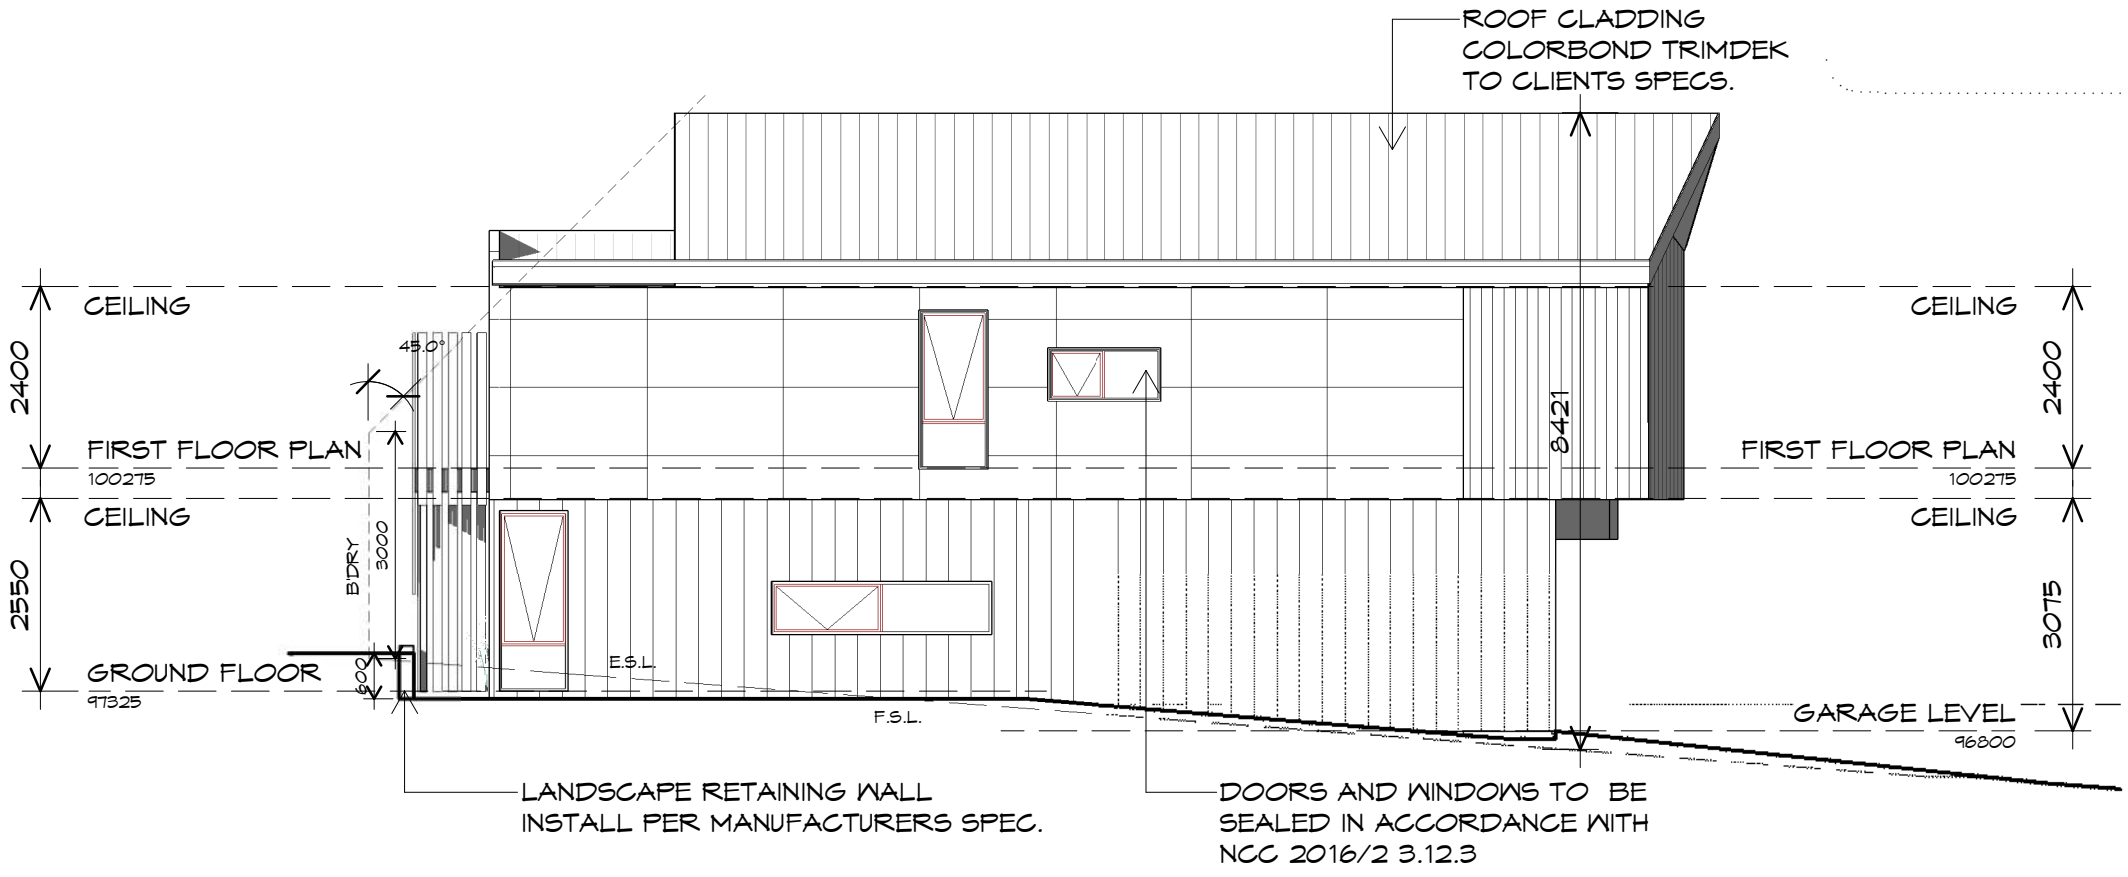 ROOF CLADDING
COLORBOND TRIMDEK
TO CLIENTS SPECS.
CEILING
CEILING
45.0°
2400
2400
8421
FIRST FLOOR PLAN
100275
FIRST FLOOR PLAN
100275
CEILING
CEILING
B'DRY
3000
2550
3075
E.S.L.
600
GROUND FLOOR
97325
F.S.L.
GARAGE LEVEL
96800
LANDSCAPE RETAINING WALL
INSTALL PER MANUFACTURERS SPEC.
DOORS AND WINDOWS TO BE
SEALED IN ACCORDANCE WITH
NCC 2016/2 3.12.3